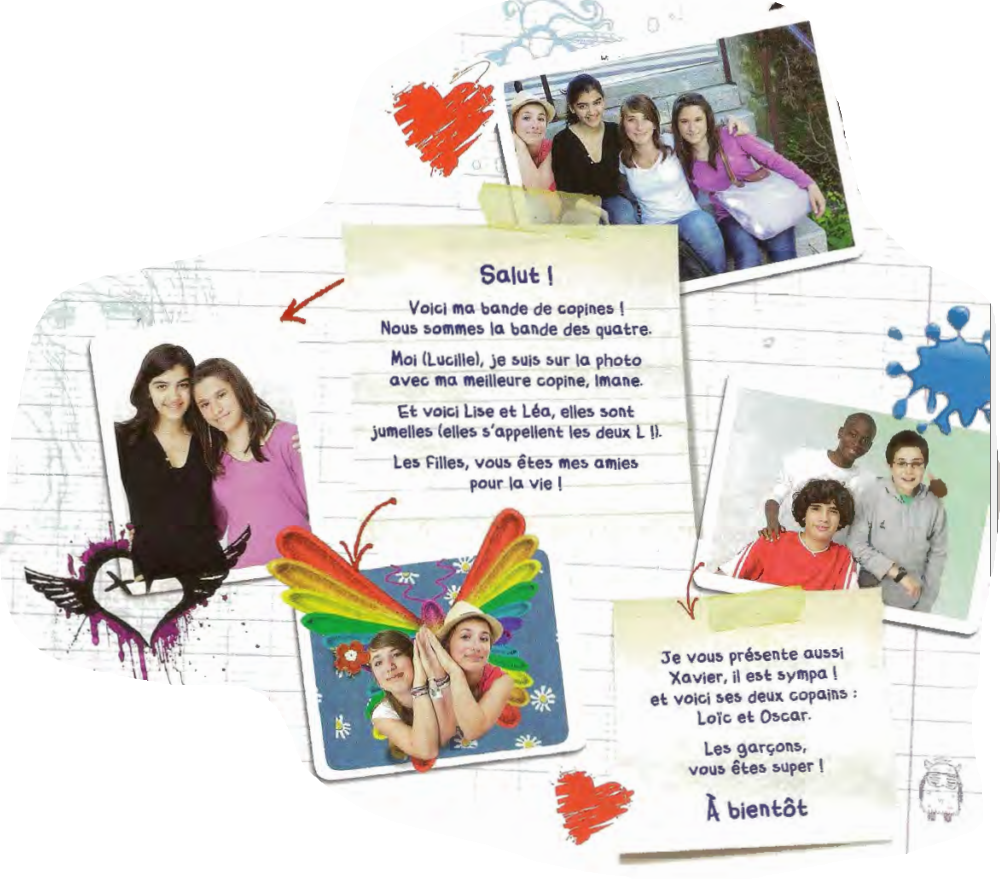 Salut !
Voici ma bande de copines !
Nous sommes la bande des quatre.
Moi (Lucille), je suis sur la photo
avec ma meilleure copine, Imane.
Et voici Lise et Léa, elles sont
jumelles (elles s'appellent les deux L !).
Les filles, vous êtes mes amies
pour la vie !
Je vous présente aussi
Xavier, il est sympa !
et voici ses deux copains :
Loïc et Oscar.
Les garçons,
vous êtes super !
À bientôt